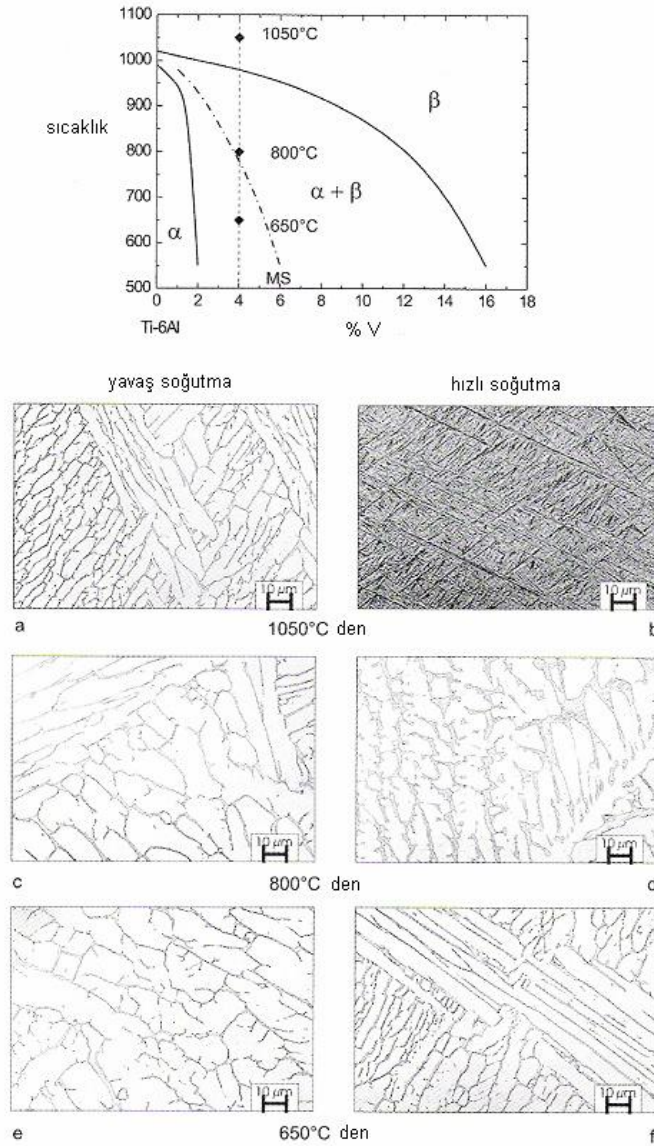 1100
1050°C
1000
β
900
sıcaklık
800
800°C
α + β
700
650°C
α
600
MS
500
0 2 4 6 8 10 12 14 16 18
Ti-6Al
% V
yavaş soğutma
hızlı soğutma
10 µm
10 µm
a
1050°C den
b
10 µm
10 µm
c
800°C den
d
10 µm
10 µm
e
650°C den
f